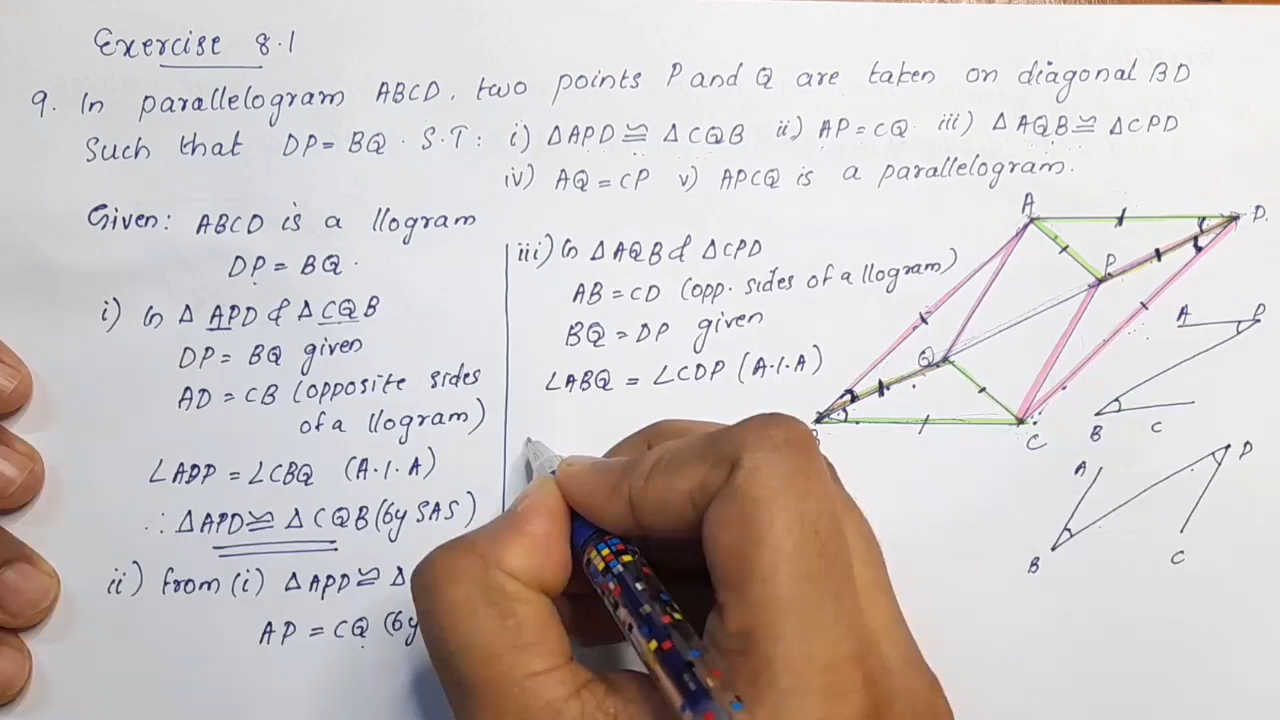 Exercise 8.1
9. In parallelogram ABCD, two points P and Q are taken on diagonal BD
Such that DP = BQ. S.T: i) ΔAPD ≅ ΔCQB ii) AP = CQ. iii) ΔAQB ≅ ΔCPD
iv) AQ = CP v) APCQ is a parallelogram.
Given: ABCD is a llogram
DP = BQ.
i) In Δ APD & Δ CQB
DP = BQ given
AD = CB (opposite sides
of a llogram)
∠ADP = ∠CBQ (A.I.A)
∴ ΔAPD ≅ ΔCQB (by SAS)
ii) from (i) ΔAPD ≅ Δ
AP = CQ (by
iii) In ΔAQB & ΔCPD
AB = CD (opp. sides of a llogram)
BQ = DP given
∠ABQ = ∠CDP (A.I.A)
A
D.
P
Q
C
A
D
B
C
A
D
B
C